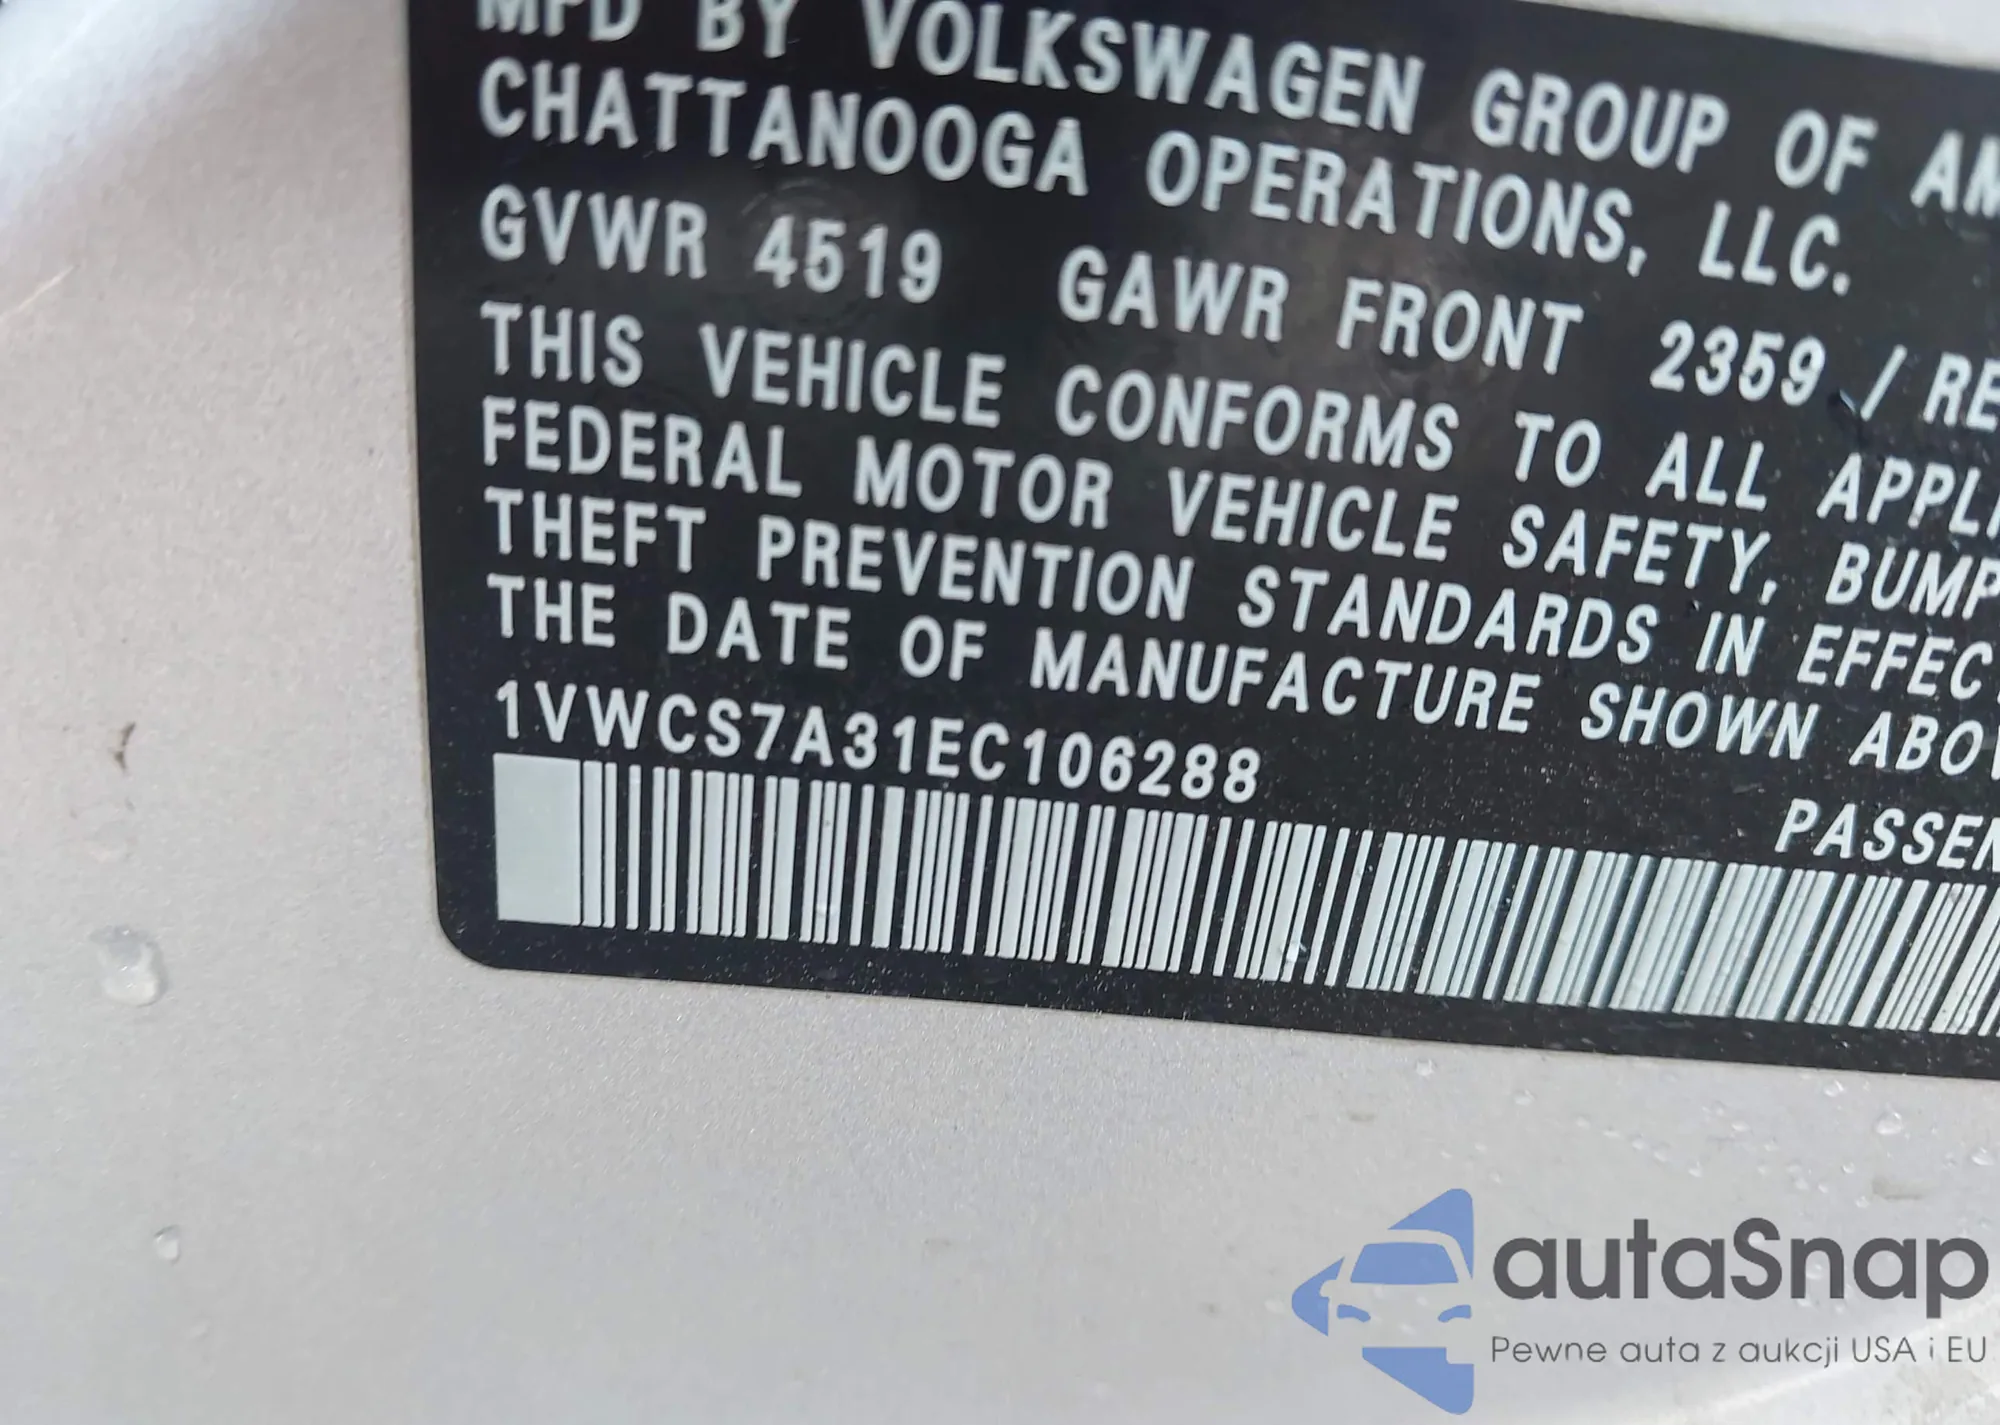 MFD BY VOLKSWAGEN GROUP OF AM
CHATTANOOGA OPERATIONS, LLC.
GVWR 4519 GAWR FRONT 2359 / RE
THIS VEHICLE CONFORMS TO ALL APPLI
FEDERAL MOTOR VEHICLE SAFETY, BUMP
THEFT PREVENTION STANDARDS IN EFFEC
THE DATE OF MANUFACTURE SHOWN ABOV
1VWCS7A31EC106288
PASSEN
autaSnap
Pewne auta z aukcji USA i EU